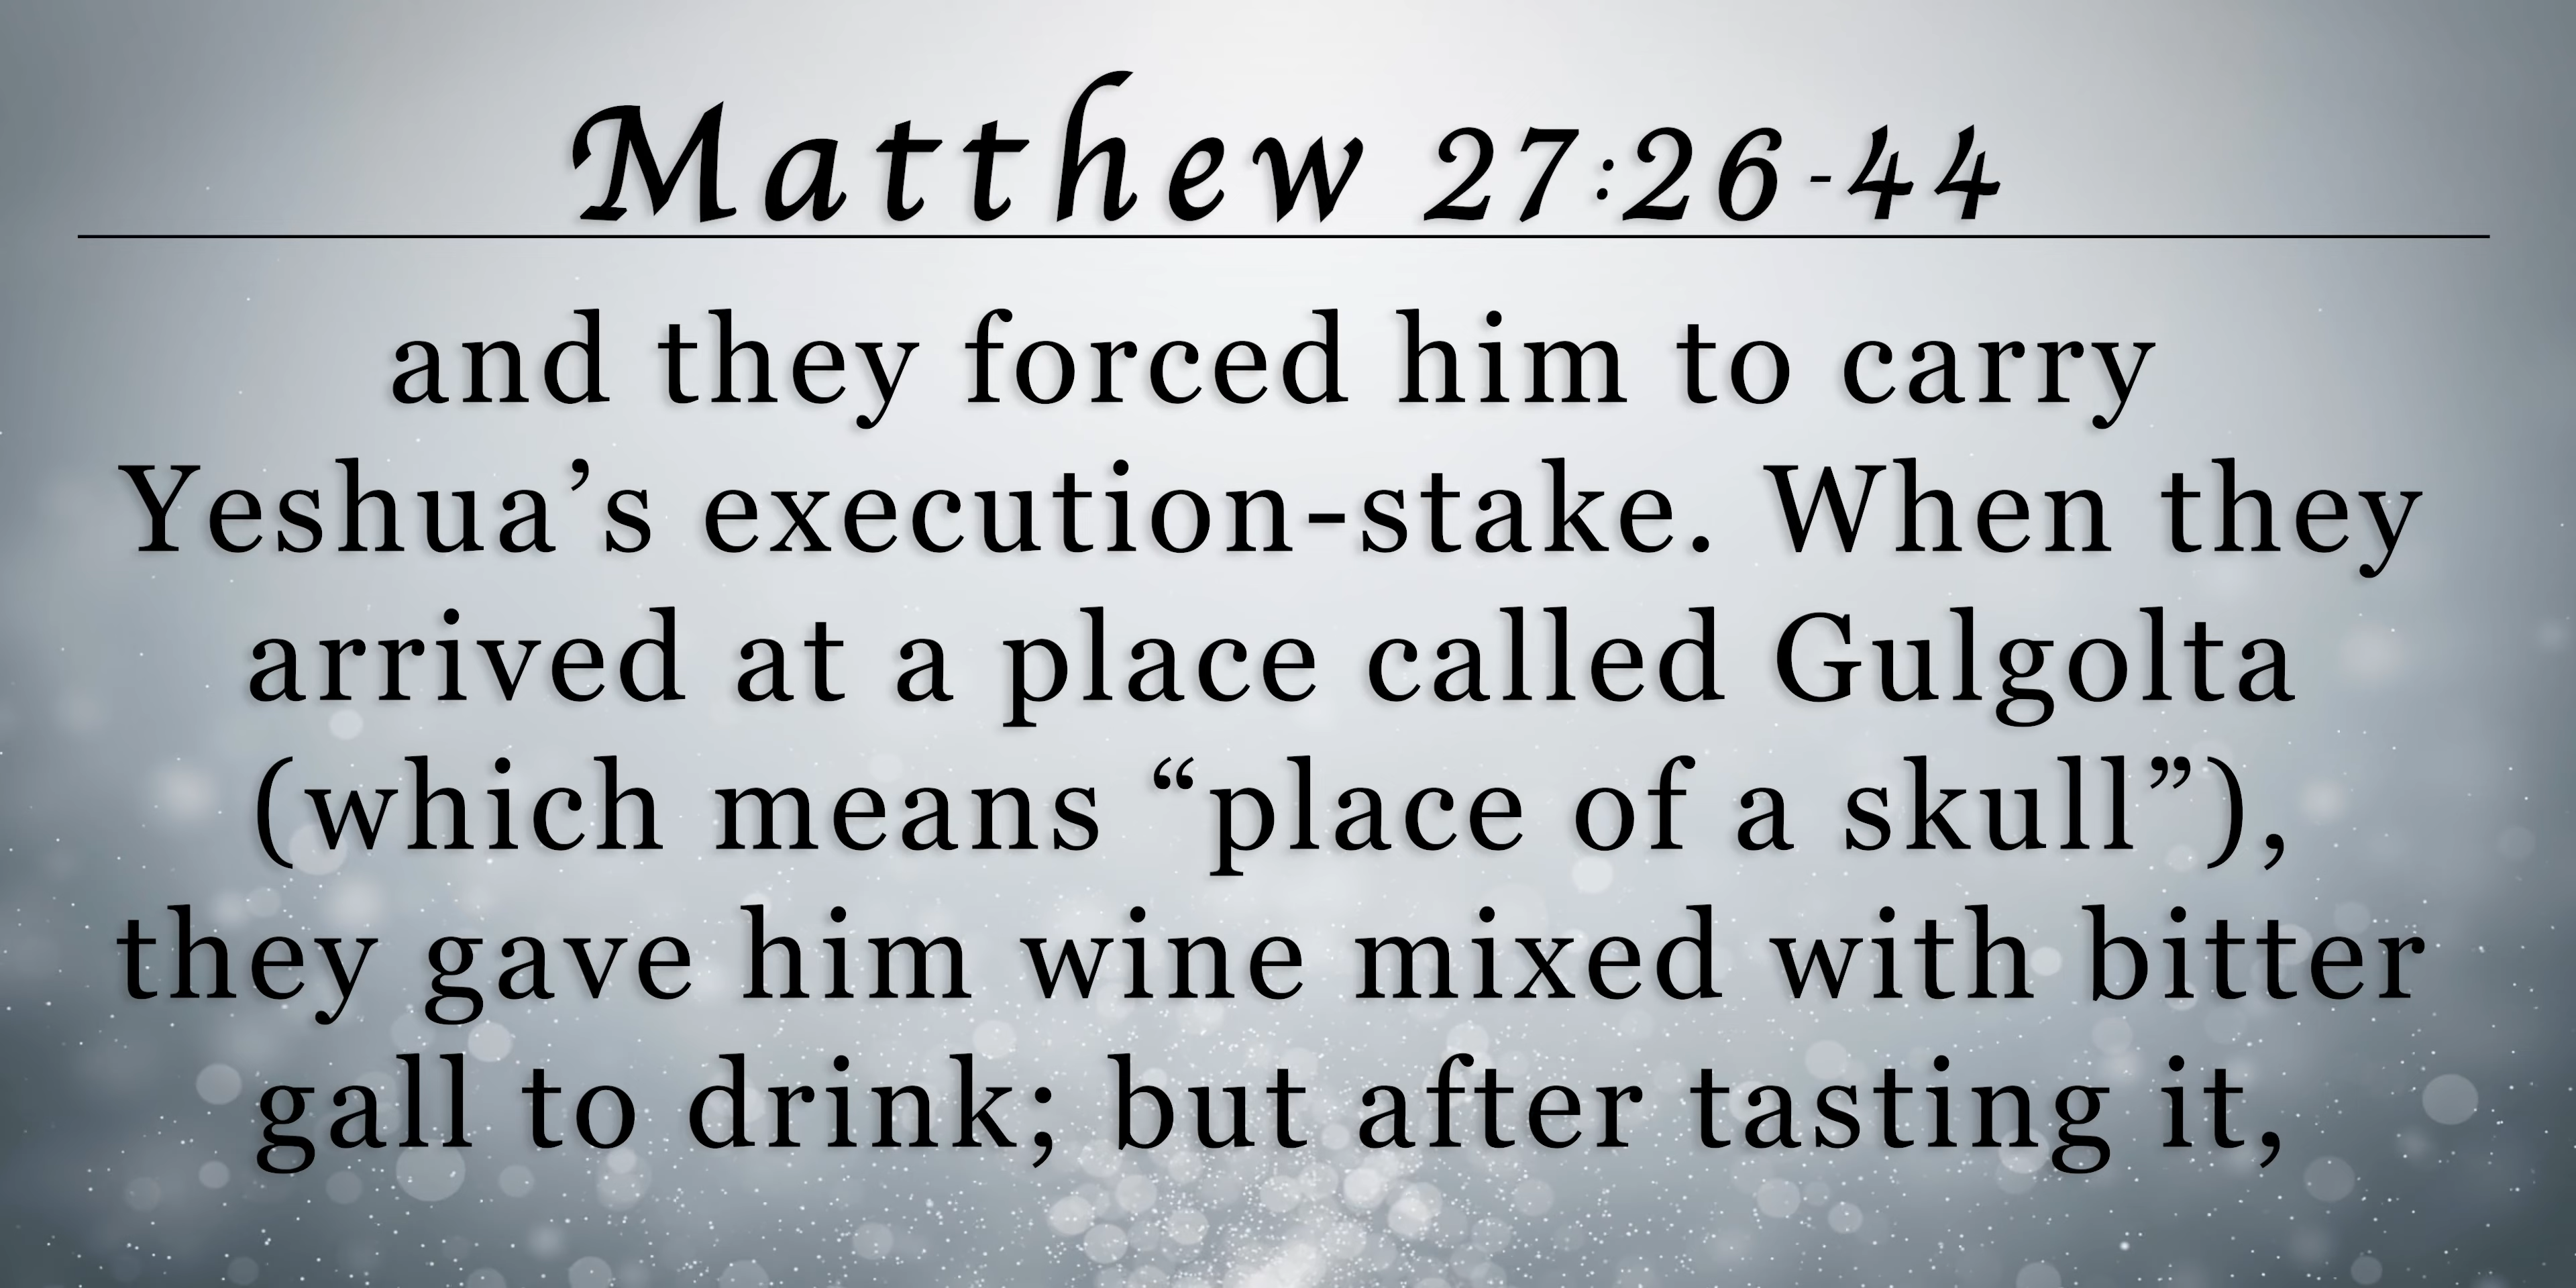 Matthew 27:26-44
and they forced him to carry
Yeshua’s execution-stake. When they
arrived at a place called Gulgolta
(which means “place of a skull”),
they gave him wine mixed with bitter
gall to drink; but after tasting it,